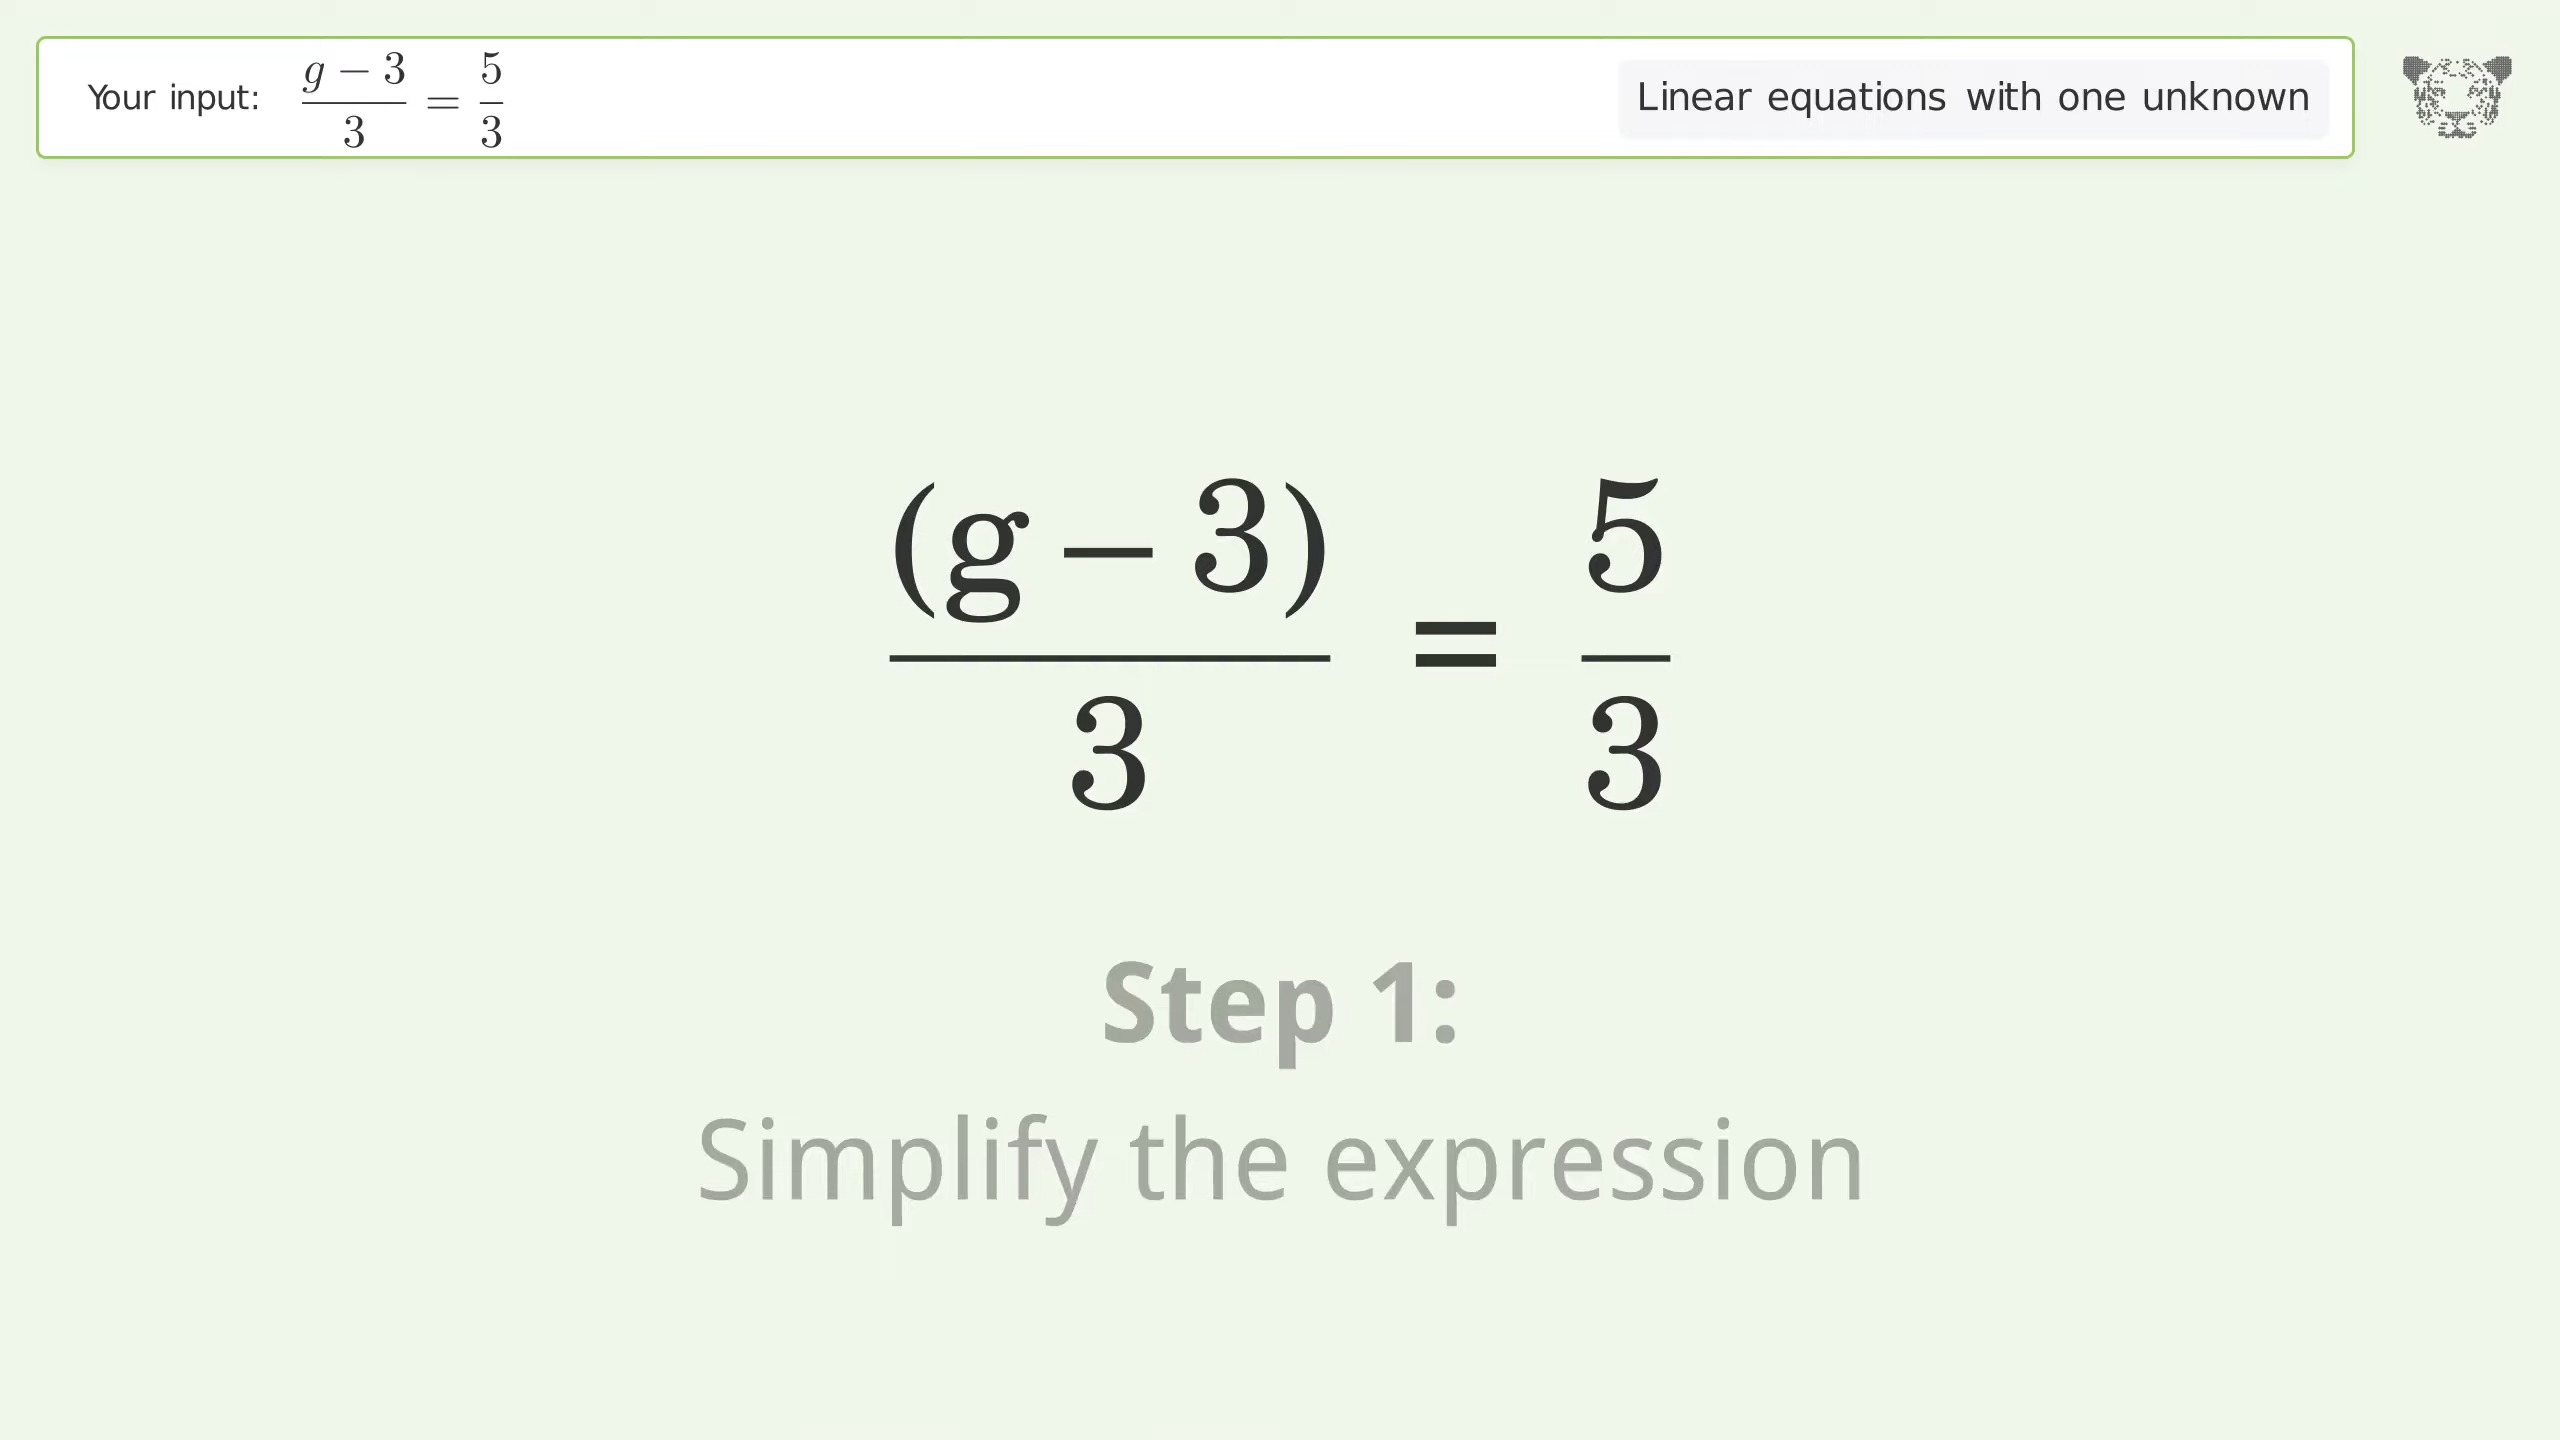 Your input: (g − 3)/3 = 5/3
Linear equations with one unknown
(g − 3)/3 = 5/3
Step 1:
Simplify the expression